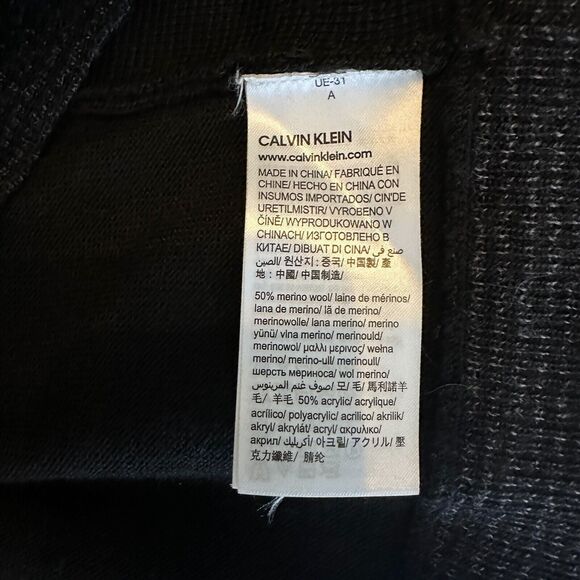 UE-31
A
CALVIN KLEIN
www.calvinklein.com
MADE IN CHINA/ FABRIQUÉ EN
CHINE/ HECHO EN CHINA CON
INSUMOS IMPORTADOS/ CIN'DE
URETILMISTIR/ VYROBENO V
ČÍNĚ/ WYPRODUKOWANO W
CHINACH/ ИЗГОТОВЛЕНО В
КИТАЕ/ DIBUAT DI CINA/ صنع في
الصين/ 원산지 : 중국/ 中国製/ 產
地 : 中國/ 中国制造/
50% merino wool/ laine de mérinos/
lana de merino/ lã de merino/
merinowolle/ lana merino/ merino
yünü/ vlna merino/ merinould/
merinowol/ μαλλι μερινος/ wełna
merino/ merino-ull/ merinoull/
шерсть мериноса/ wol merino/
صوف غنم المرينوس/ 모/ 毛/ 馬利諾羊
毛/ 羊毛 50% acrylic/ acrylique/
acrílico/ polyacrylic/ acrilico/ akrilik/
akryl/ akrylát/ acryl/ ακρυλικο/
акрил/ اكريليك/ 아크릴/ アクリル/ 壓
克力纖維/ 腈纶